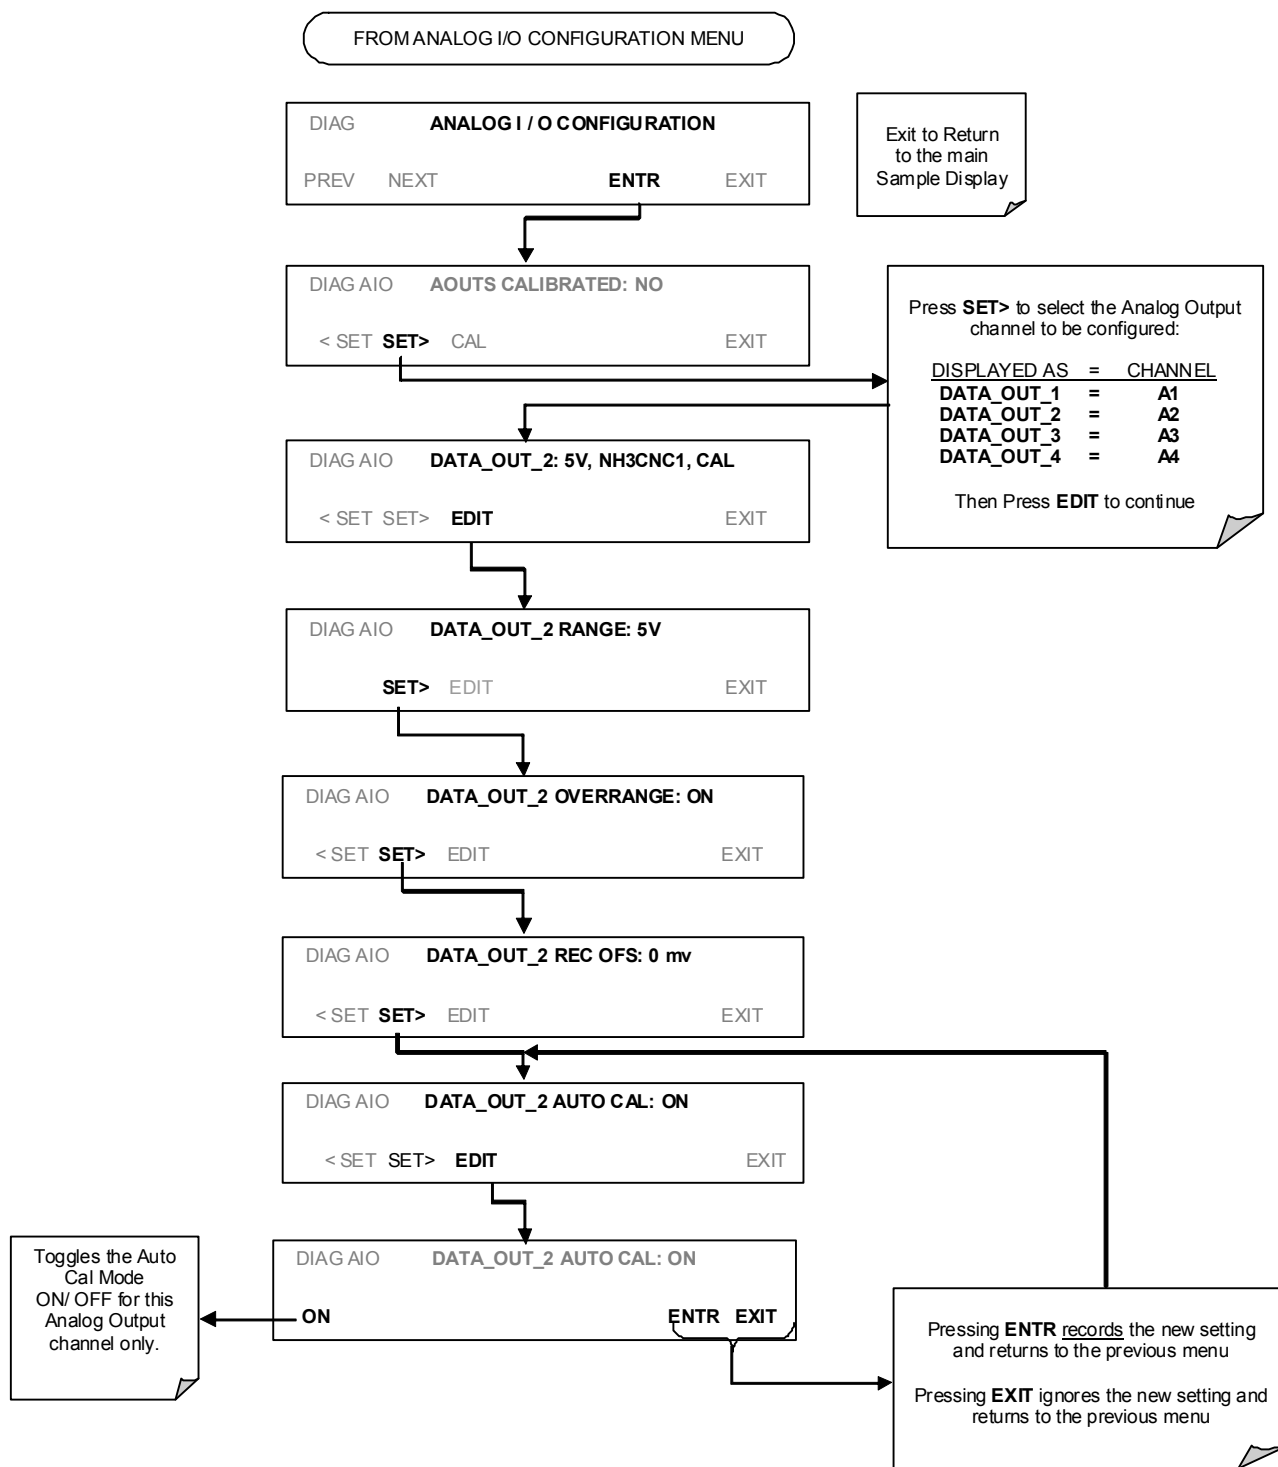 FROM ANALOG I/O CONFIGURATION MENU
DIAG ANALOG I / O CONFIGURATION
PREV NEXT ENTR EXIT
Exit to Return
to the main
Sample Display
DIAG AIO AOUTS CALIBRATED: NO
< SET SET> CAL EXIT
Press SET> to select the Analog Output
channel to be configured:
DISPLAYED AS = CHANNEL
DATA_OUT_1 = A1
DATA_OUT_2 = A2
DATA_OUT_3 = A3
DATA_OUT_4 = A4
Then Press EDIT to continue
DIAG AIO DATA_OUT_2: 5V, NH3CNC1, CAL
< SET SET> EDIT EXIT
DIAG AIO DATA_OUT_2 RANGE: 5V
SET> EDIT EXIT
DIAG AIO DATA_OUT_2 OVERRANGE: ON
< SET SET> EDIT EXIT
DIAG AIO DATA_OUT_2 REC OFS: 0 mv
< SET SET> EDIT EXIT
DIAG AIO DATA_OUT_2 AUTO CAL: ON
< SET SET> EDIT EXIT
Toggles the Auto
Cal Mode
ON/ OFF for this
Analog Output
channel only.
DIAG AIO DATA_OUT_2 AUTO CAL: ON
ON ENTR EXIT
Pressing ENTR records the new setting
and returns to the previous menu
Pressing EXIT ignores the new setting and
returns to the previous menu